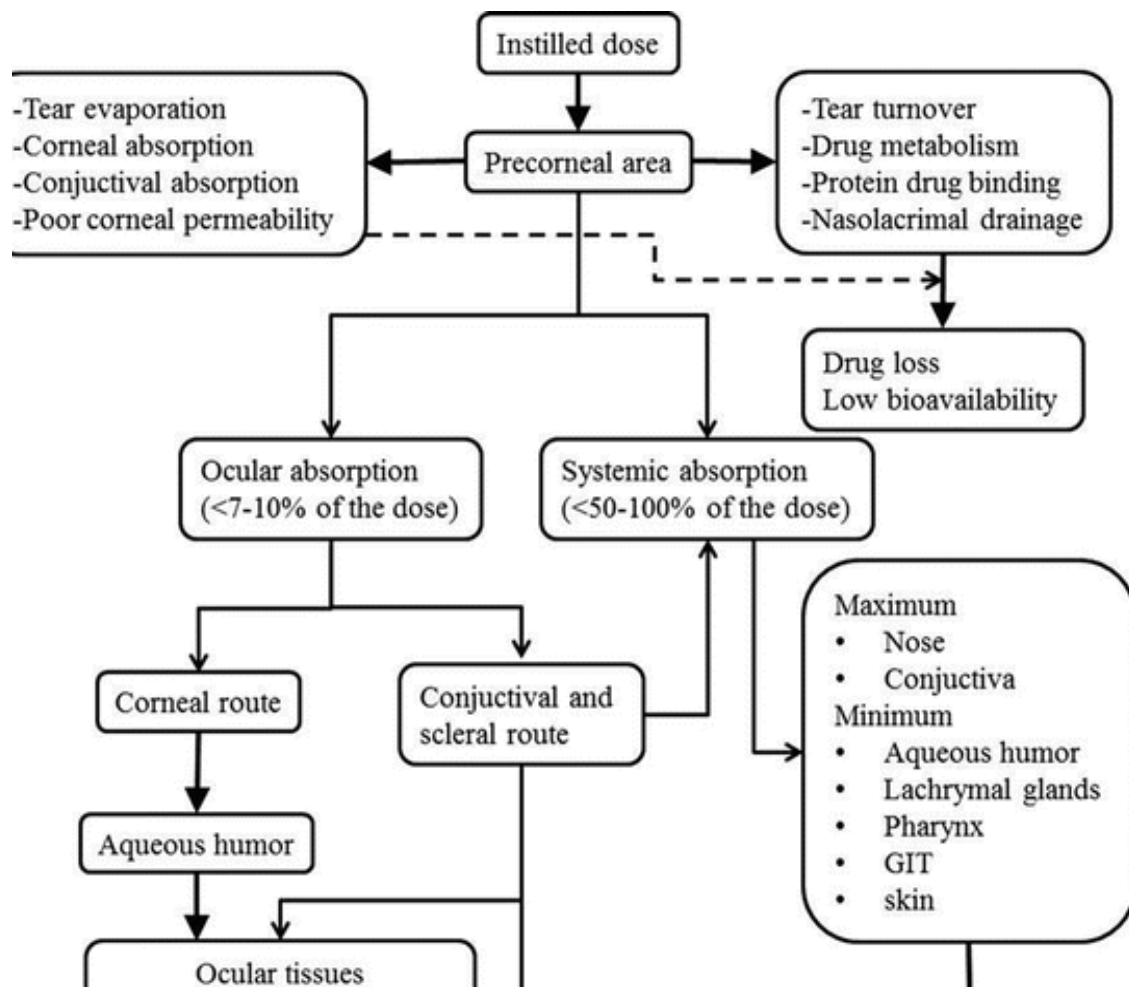 Instilled dose
-Tear evaporation
-Corneal absorption
-Conjuctival absorption
-Poor corneal permeability
Precorneal area
-Tear turnover
-Drug metabolism
-Protein drug binding
-Nasolacrimal drainage
Drug loss
Low bioavailability
Ocular absorption
(<7-10% of the dose)
Systemic absorption
(<50-100% of the dose)
Corneal route
Conjuctival and
scleral route
Maximum
• Nose
• Conjuctiva
Minimum
• Aqueous humor
• Lachrymal glands
• Pharynx
• GIT
• skin
Aqueous humor
Ocular tissues